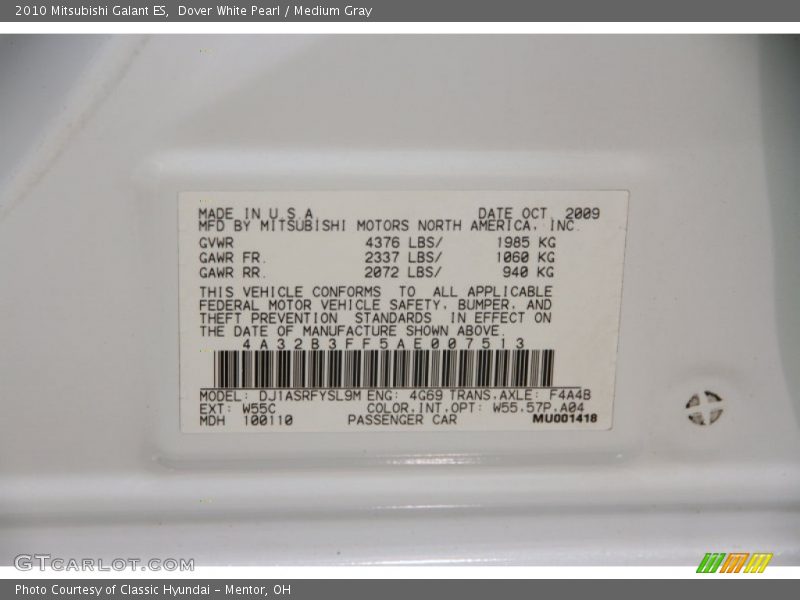 2010 Mitsubishi Galant ES,  Dover White Pearl / Medium Gray
MADE IN U.S.A. DATE OCT. 2009
MFD BY MITSUBISHI MOTORS NORTH AMERICA, INC.
GVWR 4376 LBS/ 1985 KG
GAWR FR. 2337 LBS/ 1060 KG
GAWR RR. 2072 LBS/ 940 KG
THIS VEHICLE CONFORMS TO ALL APPLICABLE
FEDERAL MOTOR VEHICLE SAFETY, BUMPER, AND
THEFT PREVENTION STANDARDS IN EFFECT ON
THE DATE OF MANUFACTURE SHOWN ABOVE.
4A32B3FF5AE007513
MODEL: DJ1ASRFYSL9M ENG: 4G69 TRANS.AXLE: F4A4B
EXT: W55C COLOR.INT.OPT: W55.57P.A04
MDH 100110 PASSENGER CAR MU001418
GTCARLOT.COM
Photo Courtesy of Classic Hyundai - Mentor, OH